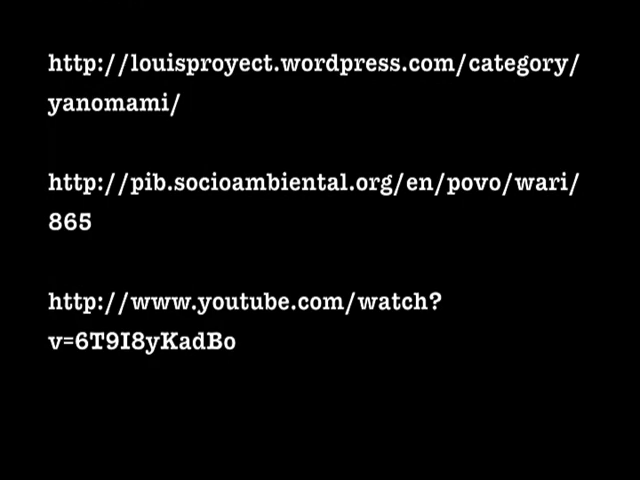 http://louisproyect.wordpress.com/category/
yanomami/
http://pib.socioambiental.org/en/povo/wari/
865
http://www.youtube.com/watch?
v=6T9I8yKadBo